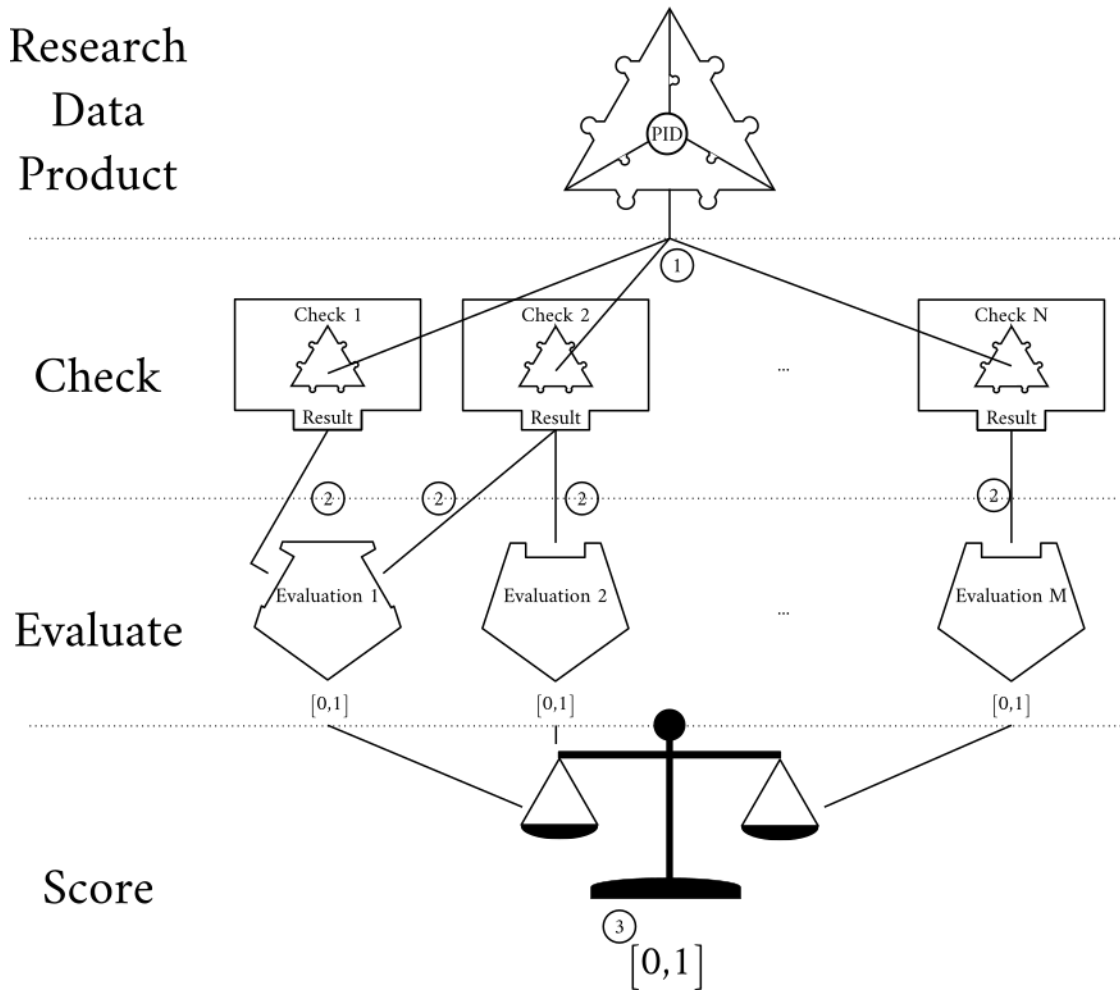 Research
Data
Product
PID
1
Check
Check 1
Check 2
Check N
...
Result
Result
Result
2
2
2
2
Evaluate
Evaluation 1
Evaluation 2
...
Evaluation M
[0,1]
[0,1]
[0,1]
Score
3
[0,1]